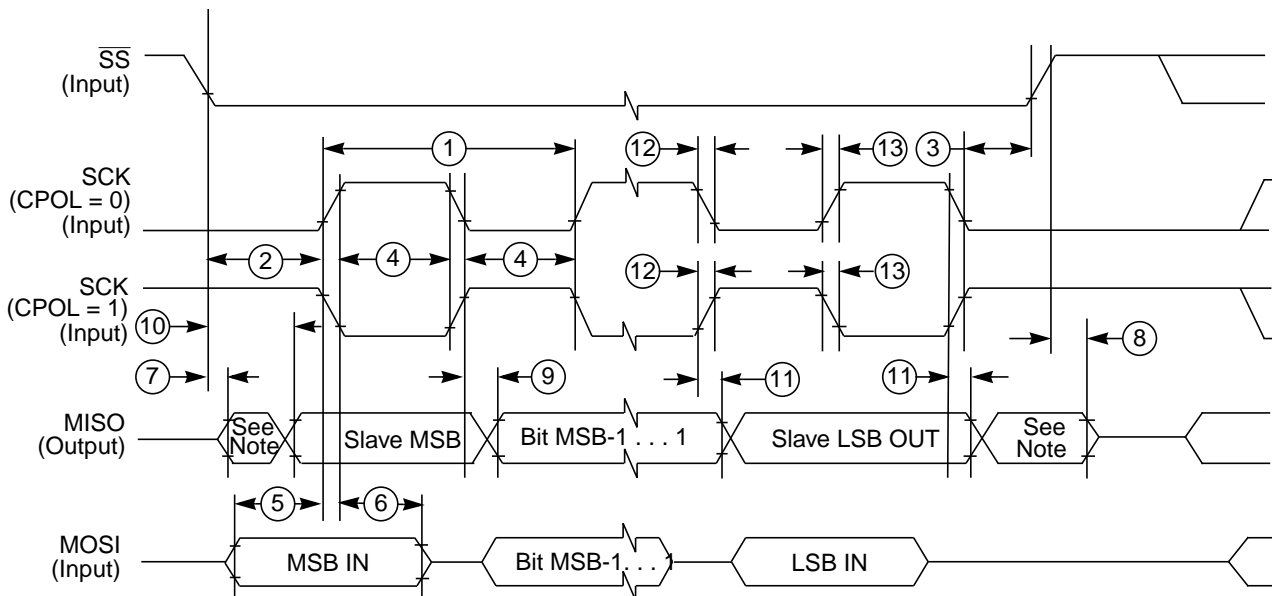 SS
(Input)
1
12
13
3
SCK
(CPOL = 0)
(Input)
2
4
4
12
13
SCK
(CPOL = 1)
(Input)
10
8
7
9
11
11
MISO
(Output)
See
Note
Slave MSB
Bit MSB-1 . . . 1
Slave LSB OUT
See
Note
5
6
MOSI
(Input)
MSB IN
Bit MSB-1. . . 1
LSB IN